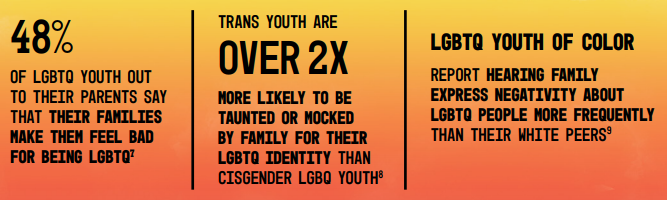 48%
OF LGBTQ YOUTH OUT
TO THEIR PARENTS SAY
THAT THEIR FAMILIES
MAKE THEM FEEL BAD
FOR BEING LGBTQ⁷
TRANS YOUTH ARE
OVER 2X
MORE LIKELY TO BE
TAUNTED OR MOCKED
BY FAMILY FOR THEIR
LGBTQ IDENTITY THAN
CISGENDER LGBQ YOUTH⁸
LGBTQ YOUTH OF COLOR
REPORT HEARING FAMILY
EXPRESS NEGATIVITY ABOUT
LGBTQ PEOPLE MORE FREQUENTLY
THAN THEIR WHITE PEERS⁹